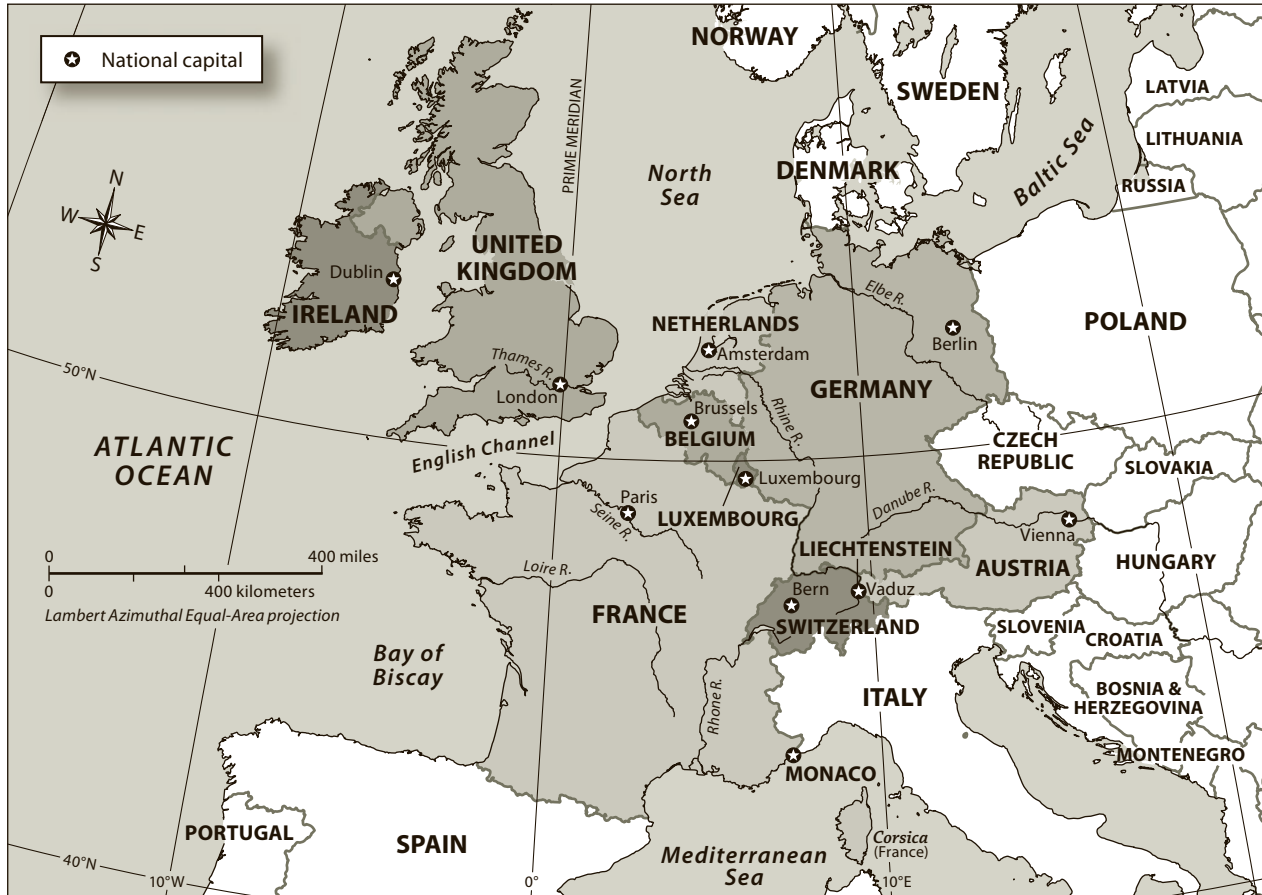 National capital
NORWAY
SWEDEN
LATVIA
LITHUANIA
RUSSIA
Baltic Sea
DENMARK
North
Sea
PRIME MERIDIAN
N
W
E
S
UNITED
KINGDOM
Dublin
IRELAND
Elbe R.
Berlin
POLAND
NETHERLANDS
Amsterdam
GERMANY
50°N
Thames R.
London
Brussels
BELGIUM
Rhine R.
English Channel
ATLANTIC
OCEAN
CZECH
REPUBLIC
SLOVAKIA
Luxembourg
LUXEMBOURG
Paris
Seine R.
Danube R.
Vienna
LIECHTENSTEIN
AUSTRIA
HUNGARY
0
400 miles
0
400 kilometers
Lambert Azimuthal Equal-Area projection
Loire R.
FRANCE
Bern
Vaduz
SWITZERLAND
SLOVENIA
CROATIA
Bay of
Biscay
Rhone R.
ITALY
BOSNIA &
HERZEGOVINA
MONTENEGRO
MONACO
PORTUGAL
SPAIN
Mediterranean
Sea
Corsica
(France)
40°N
10°W
0°
10°E